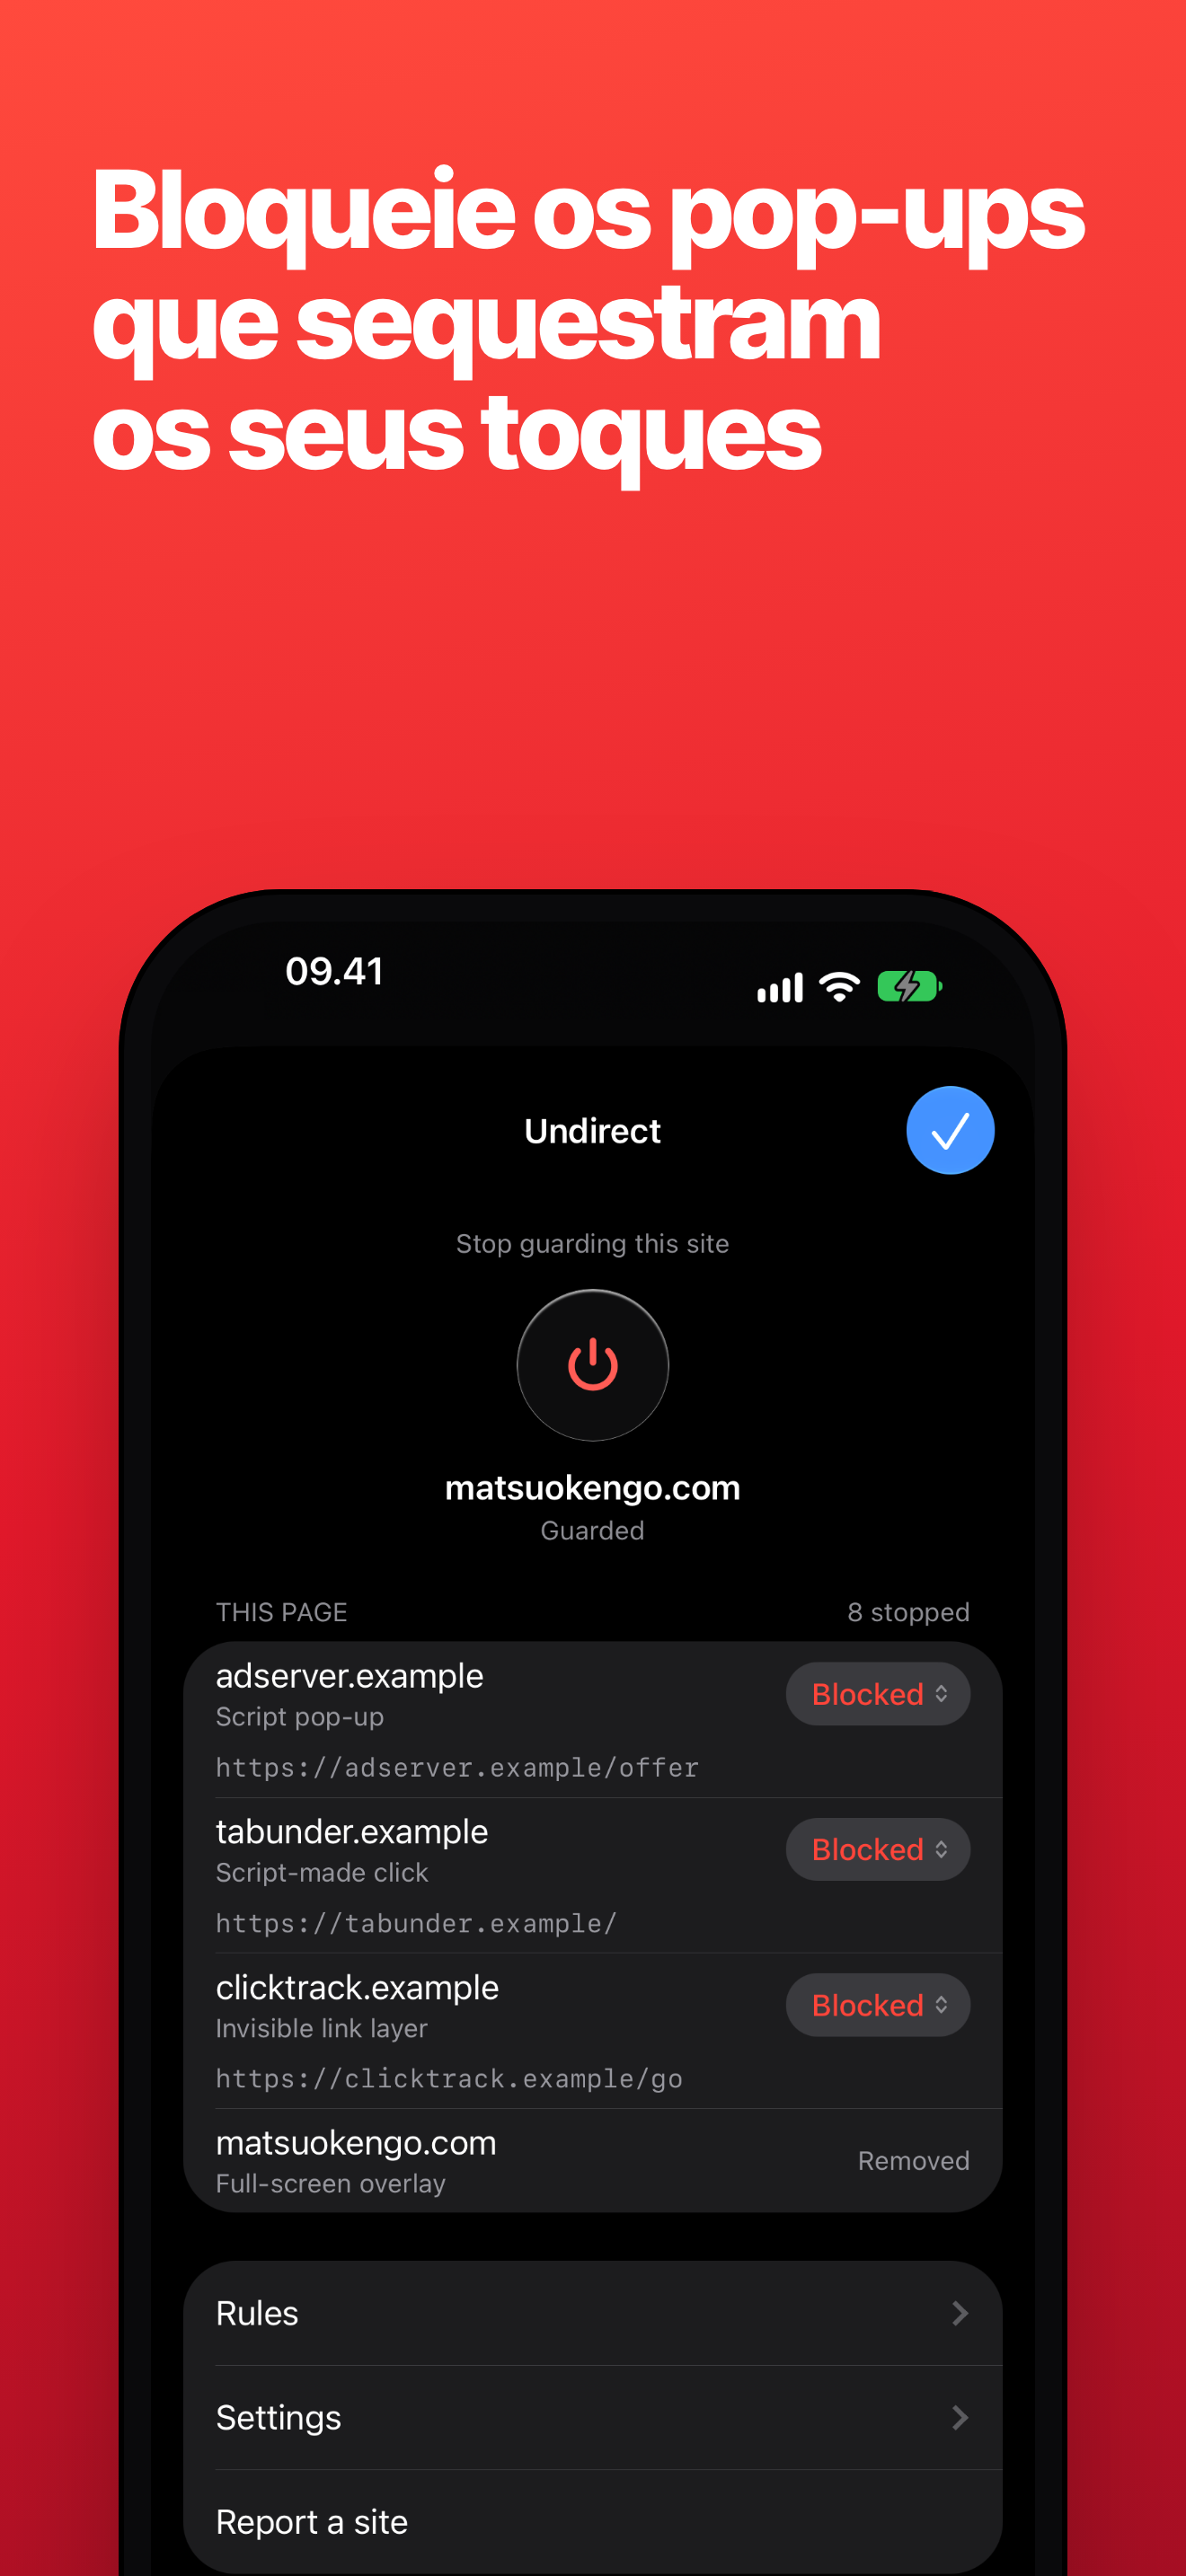 Bloqueie os pop-ups
que sequestram
os seus toques
09.41
Undirect
Stop guarding this site
matsuokengo.com
Guarded
THIS PAGE 8 stopped
adserver.example Blocked
Script pop-up
https://adserver.example/offer
tabunder.example Blocked
Script-made click
https://tabunder.example/
clicktrack.example Blocked
Invisible link layer
https://clicktrack.example/go
matsuokengo.com Removed
Full-screen overlay
Rules
Settings
Report a site